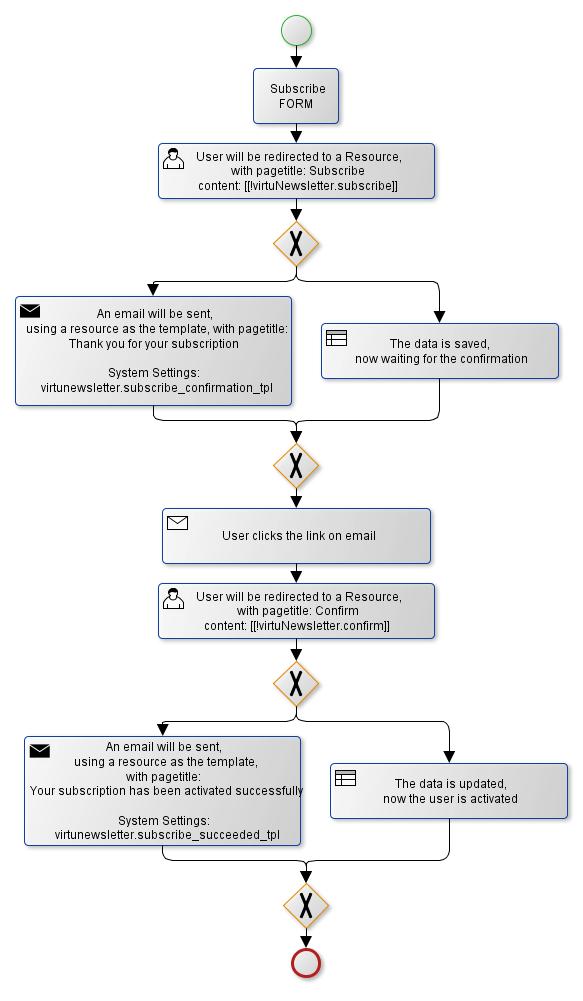 Subscribe
FORM
User will be redirected to a Resource,
with pagetitle: Subscribe
content: [[!virtuNewsletter.subscribe]]
An email will be sent,
using a resource as the template, with pagetitle:
Thank you for your subscription
System Settings:
virtunewsletter.subscribe_confirmation_tpl
The data is saved,
now waiting for the confirmation
User clicks the link on email
User will be redirected to a Resource,
with pagetitle: Confirm
content: [[!virtuNewsletter.confirm]]
An email will be sent,
using a resource as the template,
with pagetitle:
Your subscription has been activated successfully
System Settings:
virtunewsletter.subscribe_succeeded_tpl
The data is updated,
now the user is activated